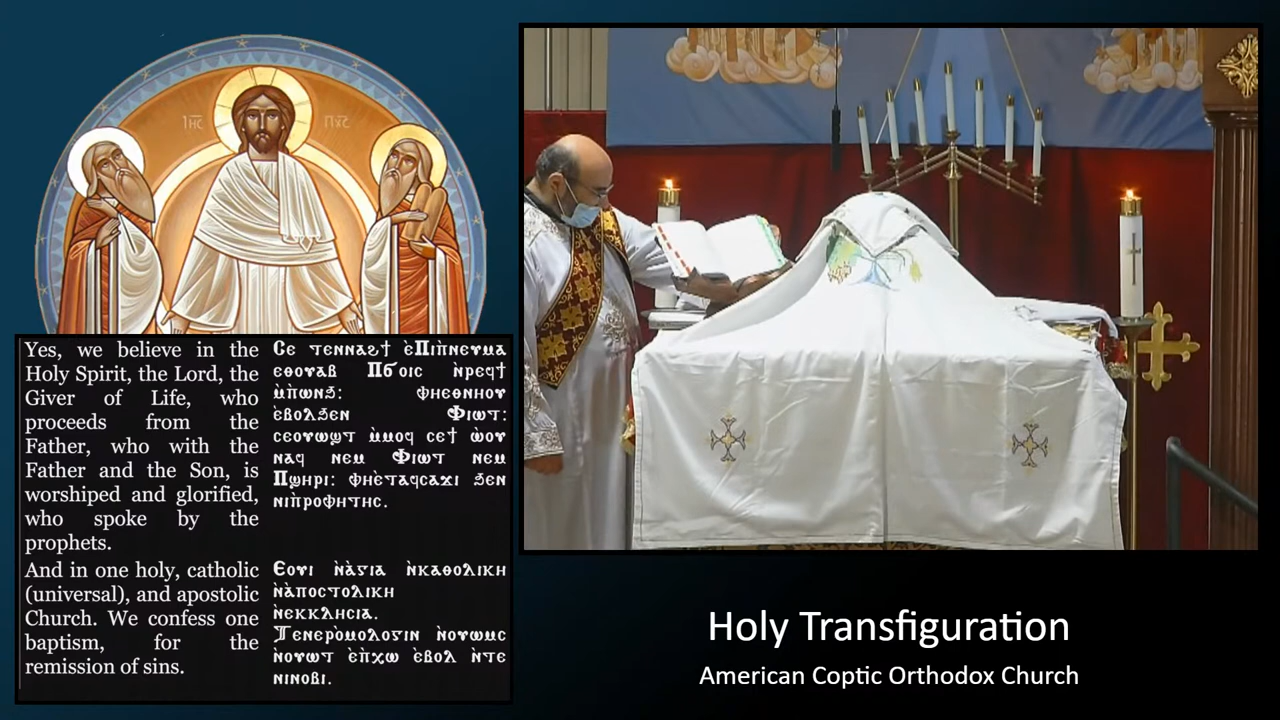 ΙΗC ΠΧC
Yes, we believe in the
Holy Spirit, the Lord, the
Giver of Life, who
proceeds from the
Father, who with the
Father and the Son, is
worshiped and glorified,
who spoke by the
prophets.
And in one holy, catholic
(universal), and apostolic
Church. We confess one
baptism, for the
remission of sins.
Ⲥⲉ ⲧⲉⲛⲛⲁϩϯ ⲉ̀Ⲡⲓⲡ̀ⲛⲉⲩⲙⲁ
ⲉⲑⲟⲩⲁⲃ Ⲡϭⲟⲓⲥ ⲛ̀ⲣⲉϥϯ
ⲙ̀ⲡⲱⲛϧ: ⲫⲏⲉⲑⲛⲏⲟⲩ
ⲉ̀ⲃⲟⲗϧⲉⲛ Ⲫⲓⲱⲧ:
ⲥⲉⲟⲩⲱϣⲧ ⲙ̀ⲙⲟϥ ⲥⲉϯ ⲱ̀ⲟⲩ
ⲛⲁϥ ⲛⲉⲙ Ⲫⲓⲱⲧ ⲛⲉⲙ
Ⲡϣⲏⲣⲓ: ⲫⲏⲉ̀ⲧⲁϥⲥⲁϫⲓ ϧⲉⲛ
ⲛⲓⲡ̀ⲣⲟⲫⲏⲧⲏⲥ.
Ⲉⲟⲩⲓ ⲛ̀ⲁ̀ⲅⲓⲁ ⲛ̀ⲕⲁⲑⲟⲗⲓⲕⲏ
ⲛ̀ⲁ̀ⲡⲟⲥⲧⲟⲗⲓⲕⲏ
ⲛ̀ⲉⲕⲕⲗⲏⲥⲓⲁ.
Ⲧⲉⲛⲉⲣⲟ̀ⲙⲟⲗⲟⲅⲓⲛ ⲛ̀ⲟⲩⲱⲙⲥ
ⲛ̀ⲟⲩⲱⲧ ⲉ̀ⲡ̀ⲭⲱ ⲉ̀ⲃⲟⲗ ⲛ̀ⲧⲉ
ⲛⲓⲛⲟⲃⲓ.
Holy Transfiguration
American Coptic Orthodox Church